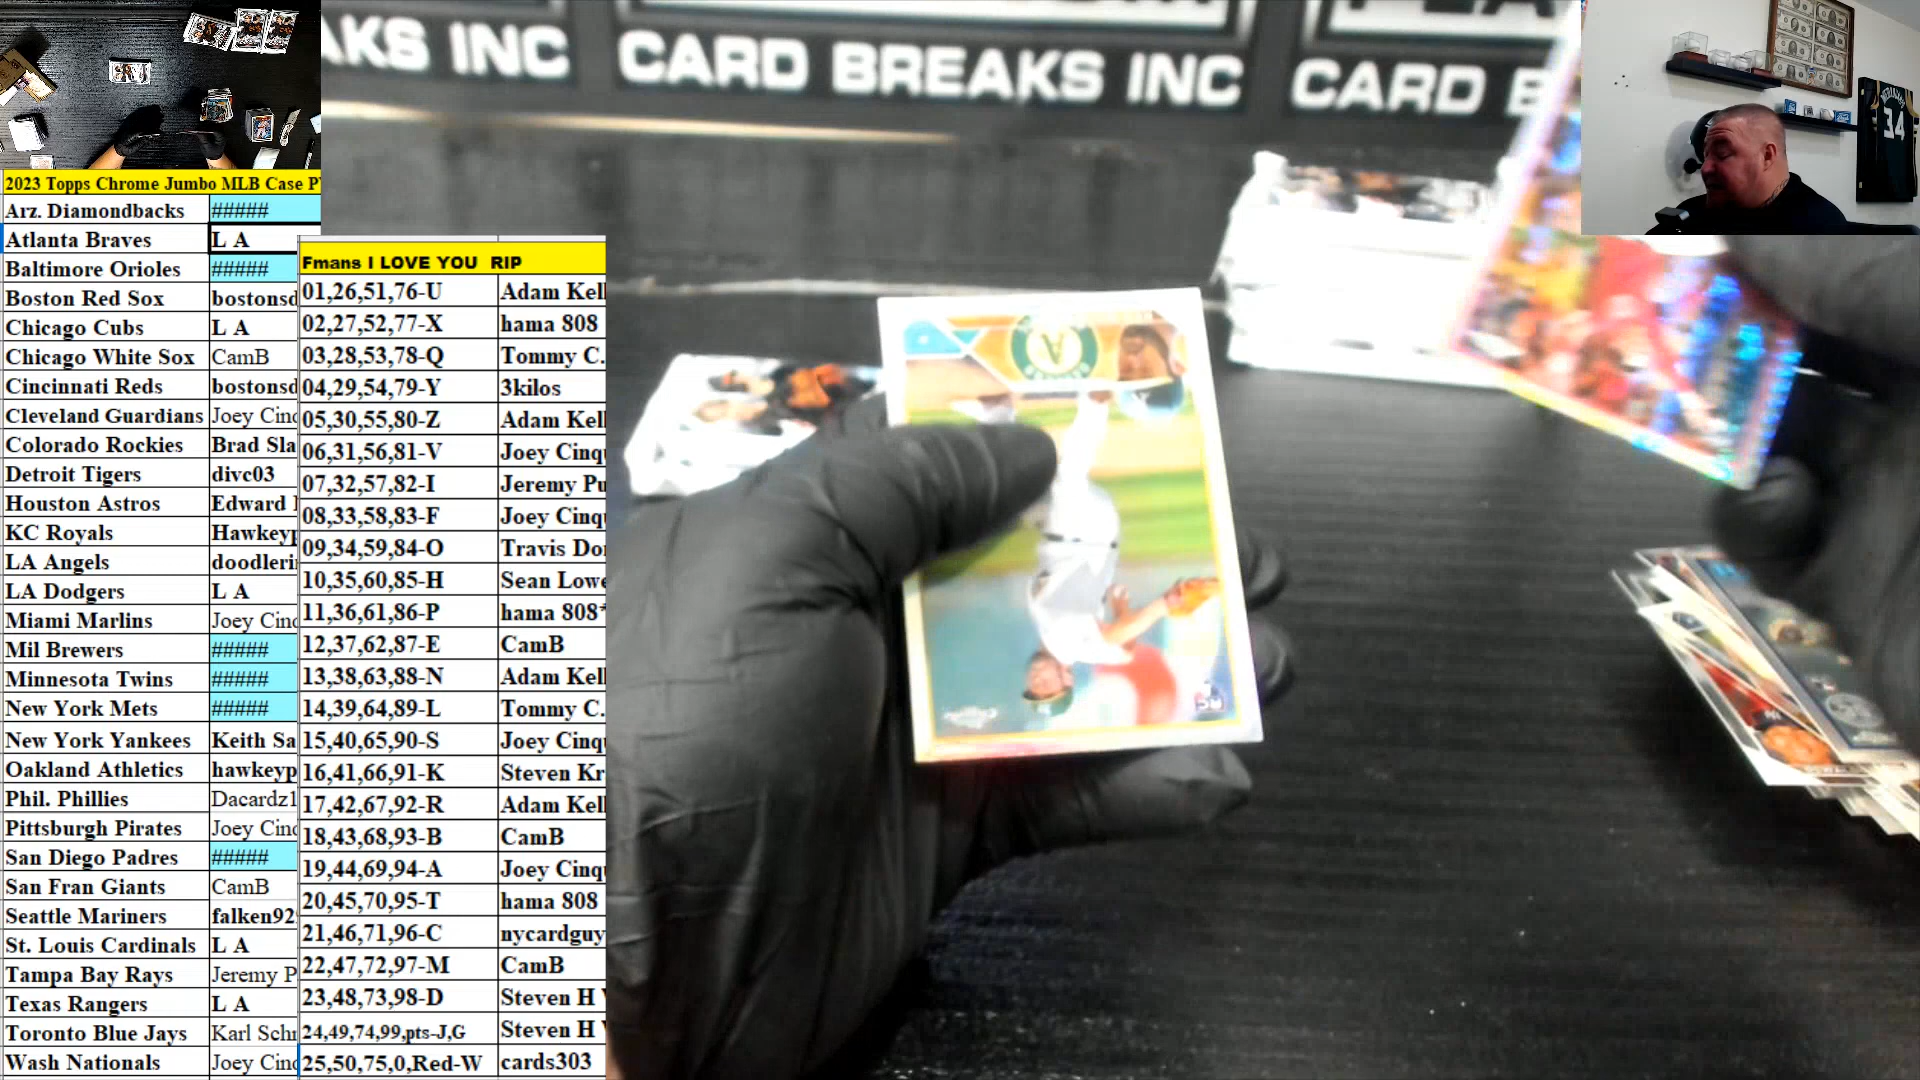 AKS INC
CARD BREAKS INC
CARD B
34
2023 Topps Chrome Jumbo MLB Case P
Arz. Diamondbacks #####
Atlanta Braves L A
Baltimore Orioles #####
Boston Red Sox bostonsd
Chicago Cubs L A
Chicago White Sox CamB
Cincinnati Reds bostonsd
Cleveland Guardians Joey Cinq
Colorado Rockies Brad Sla
Detroit Tigers divc03
Houston Astros Edward
KC Royals Hawkeyp
LA Angels doodleri
LA Dodgers L A
Miami Marlins Joey Cinq
Mil Brewers #####
Minnesota Twins #####
New York Mets #####
New York Yankees Keith Sa
Oakland Athletics hawkeyp
Phil. Phillies Dacardz1
Pittsburgh Pirates Joey Cinq
San Diego Padres #####
San Fran Giants CamB
Seattle Mariners falken92
St. Louis Cardinals L A
Tampa Bay Rays Jeremy P
Texas Rangers L A
Toronto Blue Jays Karl Sch
Wash Nationals Joey Cinq
Fmans I LOVE YOU RIP
01,26,51,76-U Adam Kell
02,27,52,77-X hama 808
03,28,53,78-Q Tommy C.
04,29,54,79-Y 3kilos
05,30,55,80-Z Adam Kell
06,31,56,81-V Joey Cinq
07,32,57,82-I Jeremy Pu
08,33,58,83-F Joey Cinq
09,34,59,84-O Travis Do
10,35,60,85-H Sean Lowe
11,36,61,86-P hama 808*
12,37,62,87-E CamB
13,38,63,88-N Adam Kell
14,39,64,89-L Tommy C.
15,40,65,90-S Joey Cinq
16,41,66,91-K Steven Kr
17,42,67,92-R Adam Kell
18,43,68,93-B CamB
19,44,69,94-A Joey Cinq
20,45,70,95-T hama 808
21,46,71,96-C nycardguy
22,47,72,97-M CamB
23,48,73,98-D Steven H
24,49,74,99,pts-J,G Steven H
25,50,75,0,Red-W cards303